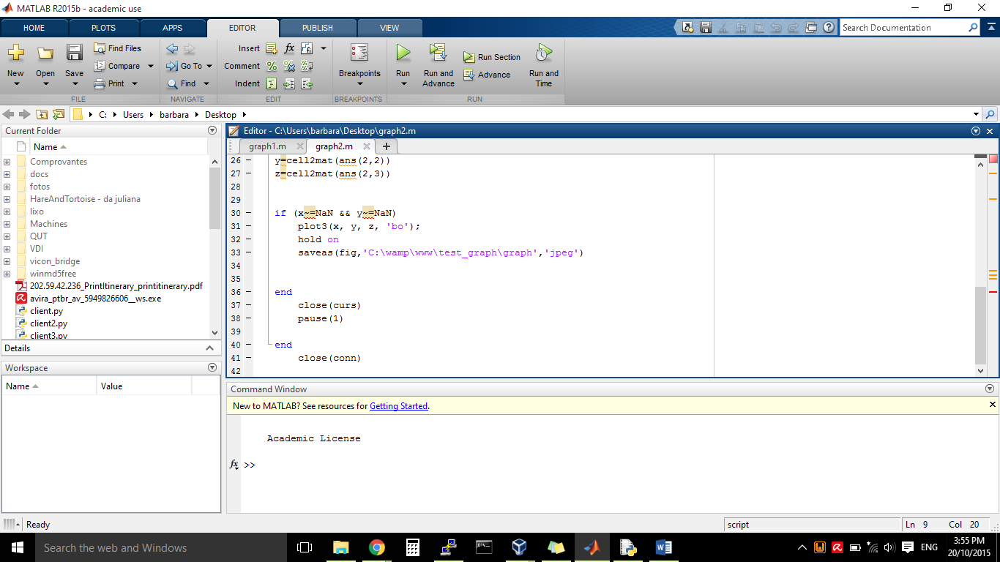 MATLAB R2015b - academic use
HOME PLOTS APPS EDITOR PUBLISH VIEW
Search Documentation
New Open Save
Find Files
Compare
Print
FILE
Go To
Find
NAVIGATE
Insert fx
Comment % %
Indent
EDIT
Breakpoints
BREAKPOINTS
Run
Run and
Advance
Run Section
Advance
Run and
Time
RUN
C: Users barbara Desktop
Current Folder
Name
Comprovantes
docs
fotos
HareAndTortoise - da juliana
lixo
Machines
QUT
VDI
vicon_bridge
winmd5free
202.59.42.236_PrintItinerary_printitinerary.pdf
avira_ptbr_av_5949826606__ws.exe
client.py
client2.py
client3.py
Details
Workspace
Name Value
Editor - C:\Users\barbara\Desktop\graph2.m
graph1.m graph2.m
26 – y=cell2mat(ans(2,2))
27 – z=cell2mat(ans(2,3))
28
29
30 – if (x~=NaN && y~=NaN)
31 – plot3(x, y, z, 'bo');
32 – hold on
33 – saveas(fig,'C:\wamp\www\test_graph\graph','jpeg')
34
35
36 – end
37 – close(curs)
38 – pause(1)
39
40 – end
41 – close(conn)
42
Command Window
New to MATLAB? See resources for Getting Started.
Academic License
fx >>
Ready
script
Ln 9 Col 20
Search the web and Windows
ENG
3:55 PM
20/10/2015